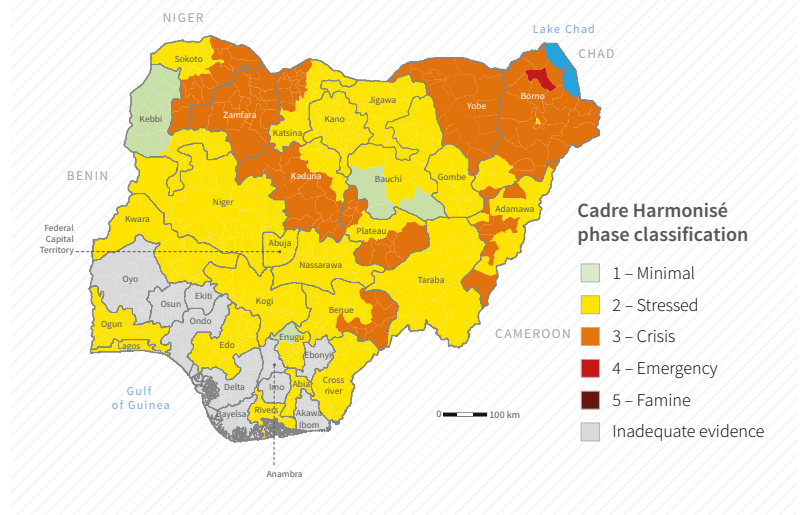 NIGER
Lake Chad
CHAD
Sokoto
Jigawa
Yobe
Borno
Kebbi
Zamfara
Kano
Katsina
BENIN
Kaduna
Bauchi
Gombe
Niger
Adamawa
Kwara
Plateau
Federal
Capital
Territory
Abuja
Nassarawa
Oyo
Taraba
Ekiti
Osun
Kogi
Benue
Ondo
Ogun
Lagos
Edo
Enugu
Ebonyi
CAMEROON
Gulf
of Guinea
Delta
Imo
Abia
Cross
river
Bayelsa
Rivers
Akawa
Ibom
Anambra
0
100 km
Cadre Harmonisé
phase classification
1 – Minimal
2 – Stressed
3 – Crisis
4 – Emergency
5 – Famine
Inadequate evidence